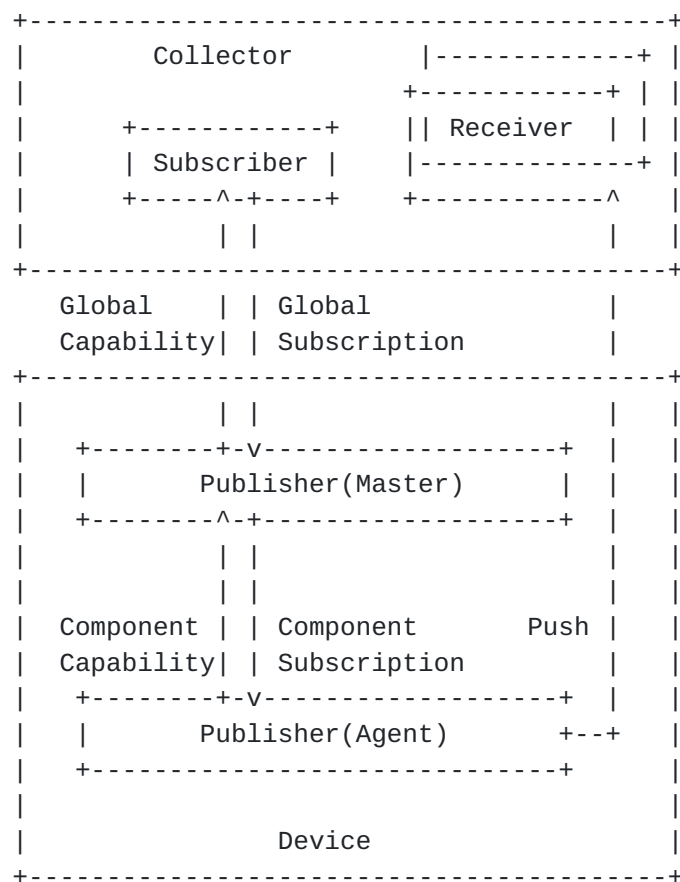 Collector
Receiver
Subscriber
Global Global
Capability Subscription
Publisher(Master)
Component Component Push
Capability Subscription
Publisher(Agent)
Device